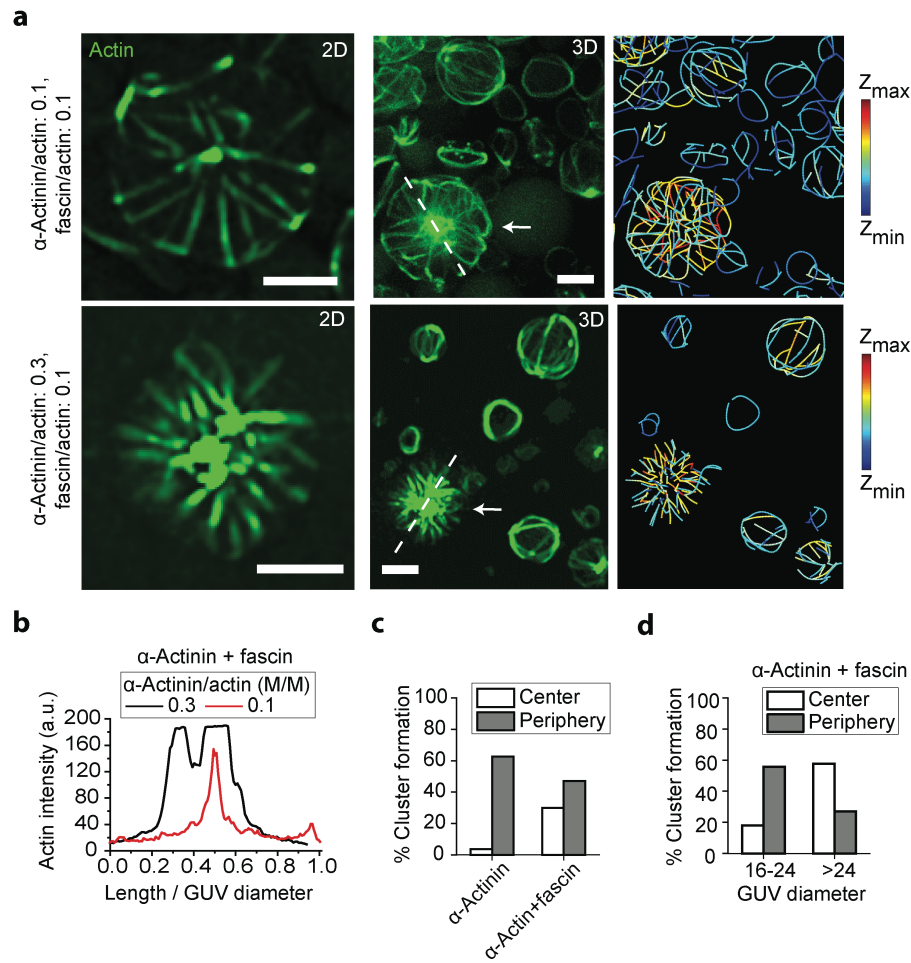 a
α-Actinin/actin: 0.1,
fascin/actin: 0.1
Actin
2D
3D
Zmax
Zmin
α-Actinin/actin: 0.3,
fascin/actin: 0.1
2D
3D
Zmax
Zmin
b
α-Actinin + fascin
α-Actinin/actin (M/M)
0.3 0.1
Actin intensity (a.u.)
200
160
120
80
40
0
0.0 0.2 0.4 0.6 0.8 1.0
Length / GUV diameter
c
Center
Periphery
% Cluster formation
100
80
60
40
20
0
α-Actinin
α-Actin+fascin
d
α-Actinin + fascin
Center
Periphery
% Cluster formation
100
80
60
40
20
0
16-24 >24
GUV diameter